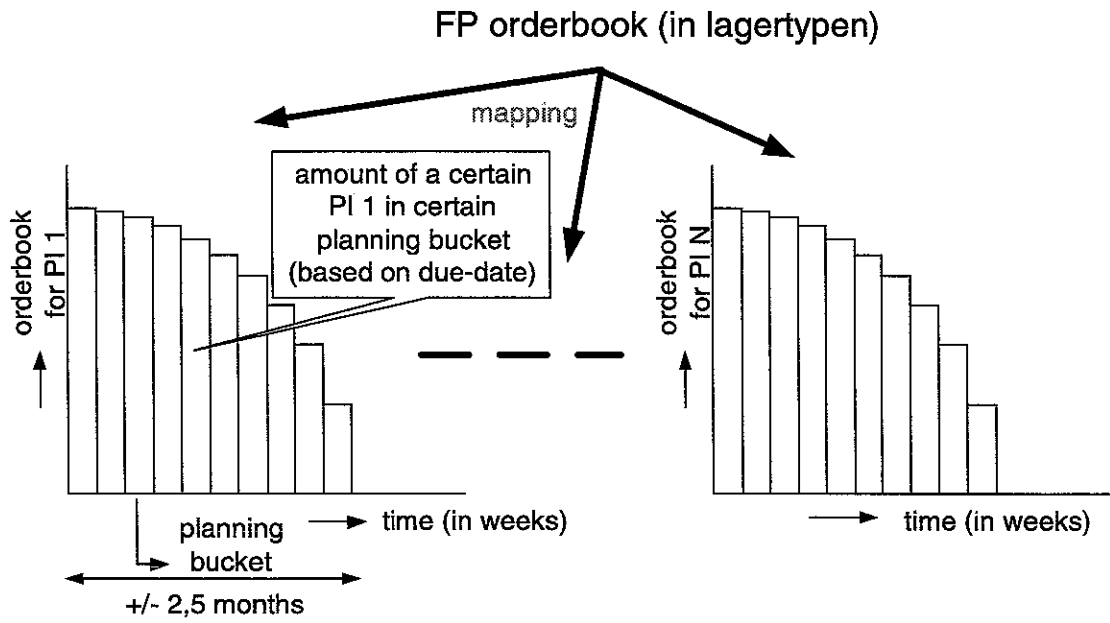 FP orderbook (in lagertypen)
mapping
amount of a certain
PI 1 in certain
planning bucket
(based on due-date)
orderbook
for PI 1
orderbook
for PI N
time (in weeks)
planning
bucket
+/- 2,5 months
time (in weeks)